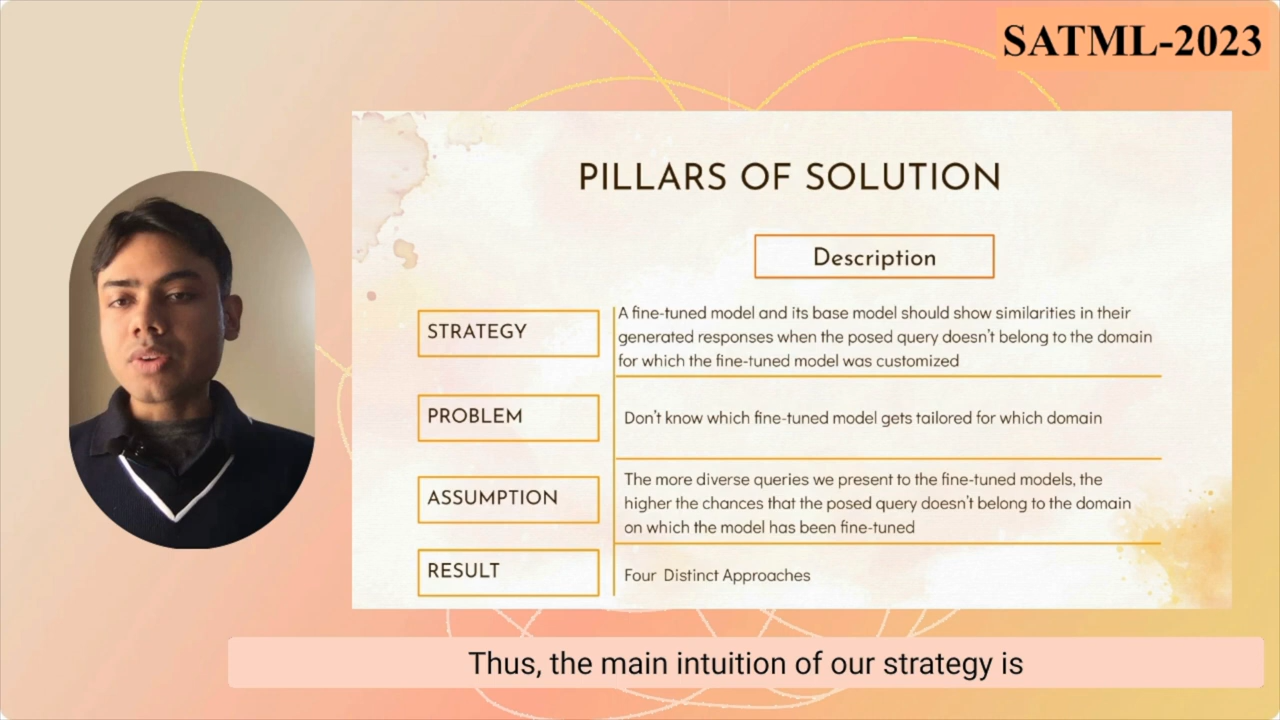 SATML-2023
PILLARS OF SOLUTION
Description
STRATEGY
A fine-tuned model and its base model should show similarities in their
generated responses when the posed query doesn't belong to the domain
for which the fine-tuned model was customized
PROBLEM
Don't know which fine-tuned model gets tailored for which domain
ASSUMPTION
The more diverse queries we present to the fine-tuned models, the
higher the chances that the posed query doesn't belong to the domain
on which the model has been fine-tuned
RESULT
Four Distinct Approaches
Thus, the main intuition of our strategy is